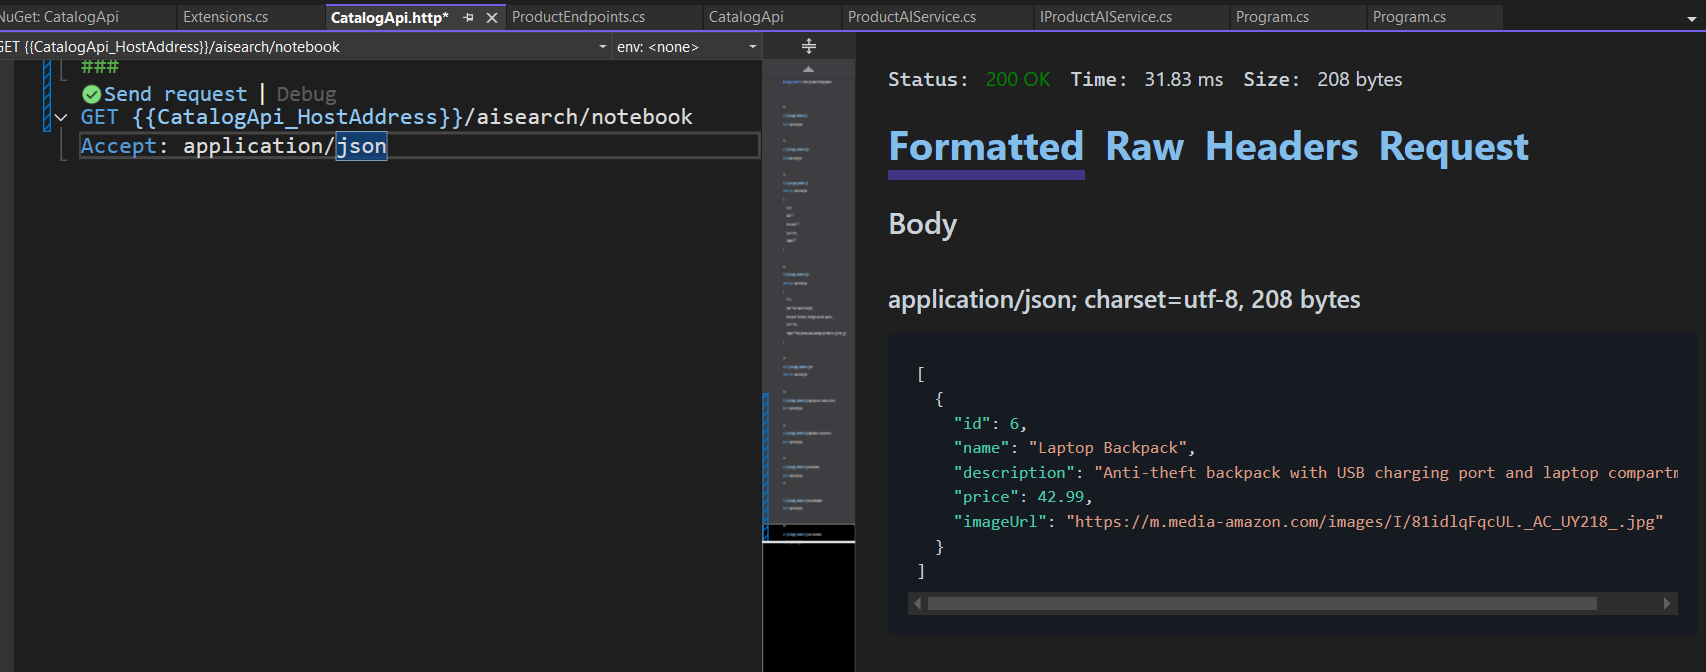 NuGet: CatalogApi Extensions.cs CatalogApi.http* ProductEndpoints.cs CatalogApi ProductAIService.cs IProductAIService.cs Program.cs Program.cs
GET {{CatalogApi_HostAddress}}/aisearch/notebook env: <none>
###
Send request | Debug
GET {{CatalogApi_HostAddress}}/aisearch/notebook
Accept: application/json
Status: 200 OK Time: 31.83 ms Size: 208 bytes
Formatted Raw Headers Request
Body
application/json; charset=utf-8, 208 bytes
[
{
"id": 6,
"name": "Laptop Backpack",
"description": "Anti-theft backpack with USB charging port and laptop compartm
"price": 42.99,
"imageUrl": "https://m.media-amazon.com/images/I/81idlqFqcUL._AC_UY218_.jpg"
}
]